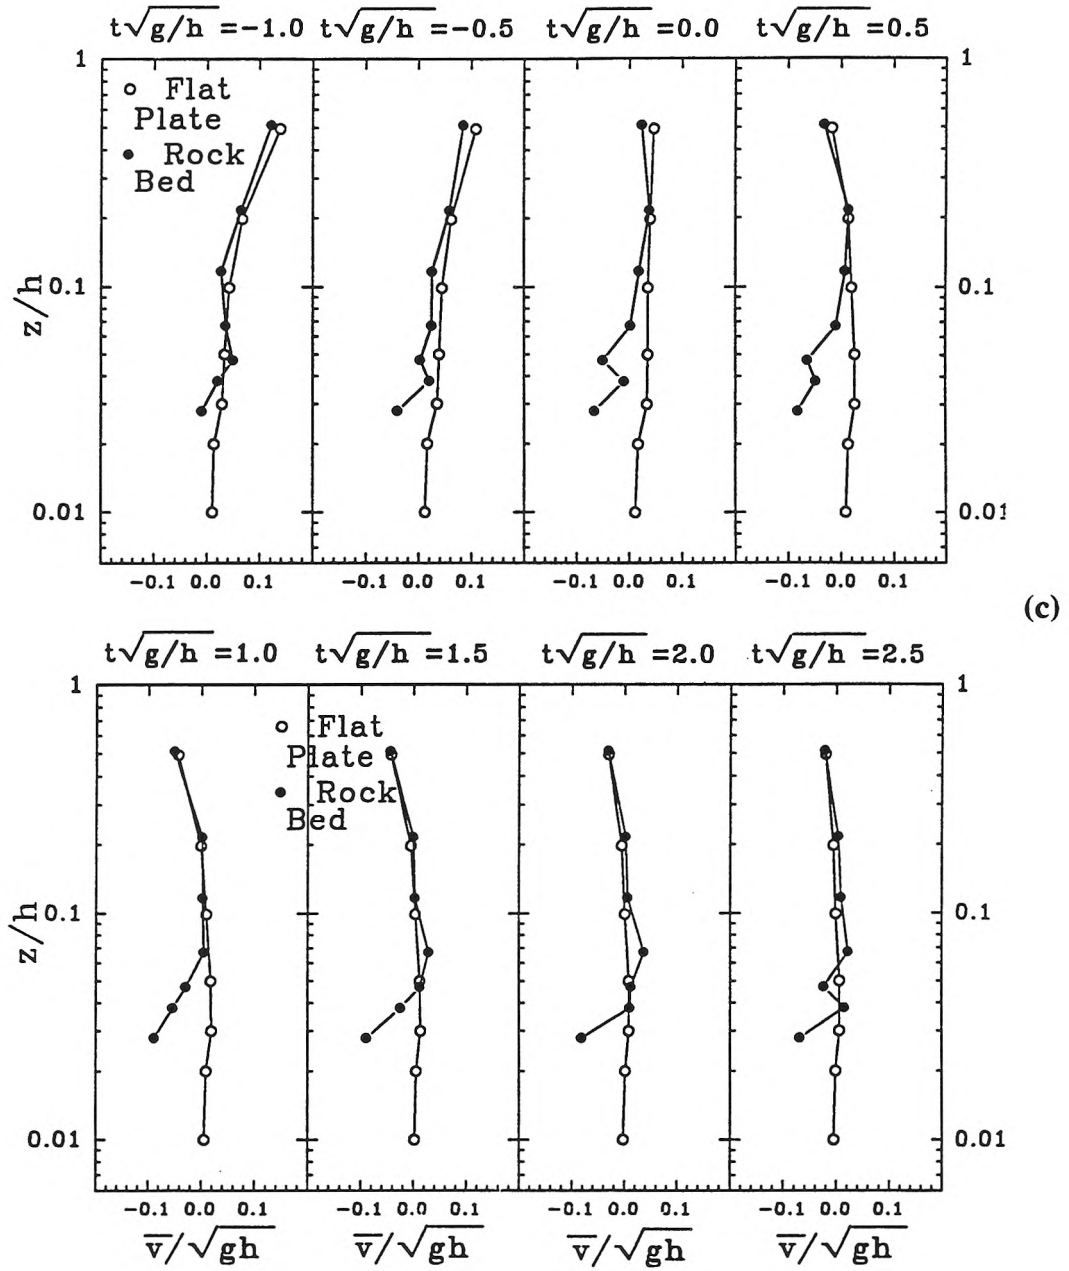 t√g/h =-1.0 t√g/h =-0.5 t√g/h =0.0 t√g/h =0.5
1 1
Flat
Plate
Rock
Bed
z/h
0.1 0.1
0.01 0.01
-0.1 0.0 0.1 -0.1 0.0 0.1 -0.1 0.0 0.1 -0.1 0.0 0.1
(c)
t√g/h =1.0 t√g/h =1.5 t√g/h =2.0 t√g/h =2.5
1 1
Flat
Plate
Rock
Bed
z/h
0.1 0.1
0.01 0.01
-0.1 0.0 0.1 -0.1 0.0 0.1 -0.1 0.0 0.1 -0.1 0.0 0.1
v̅/√gh v̅/√gh v̅/√gh v̅/√gh